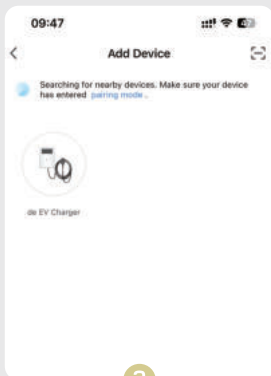 09:47
Add Device
Searching for nearby devices. Make sure your device
has entered pairing mode..
de EV Charger